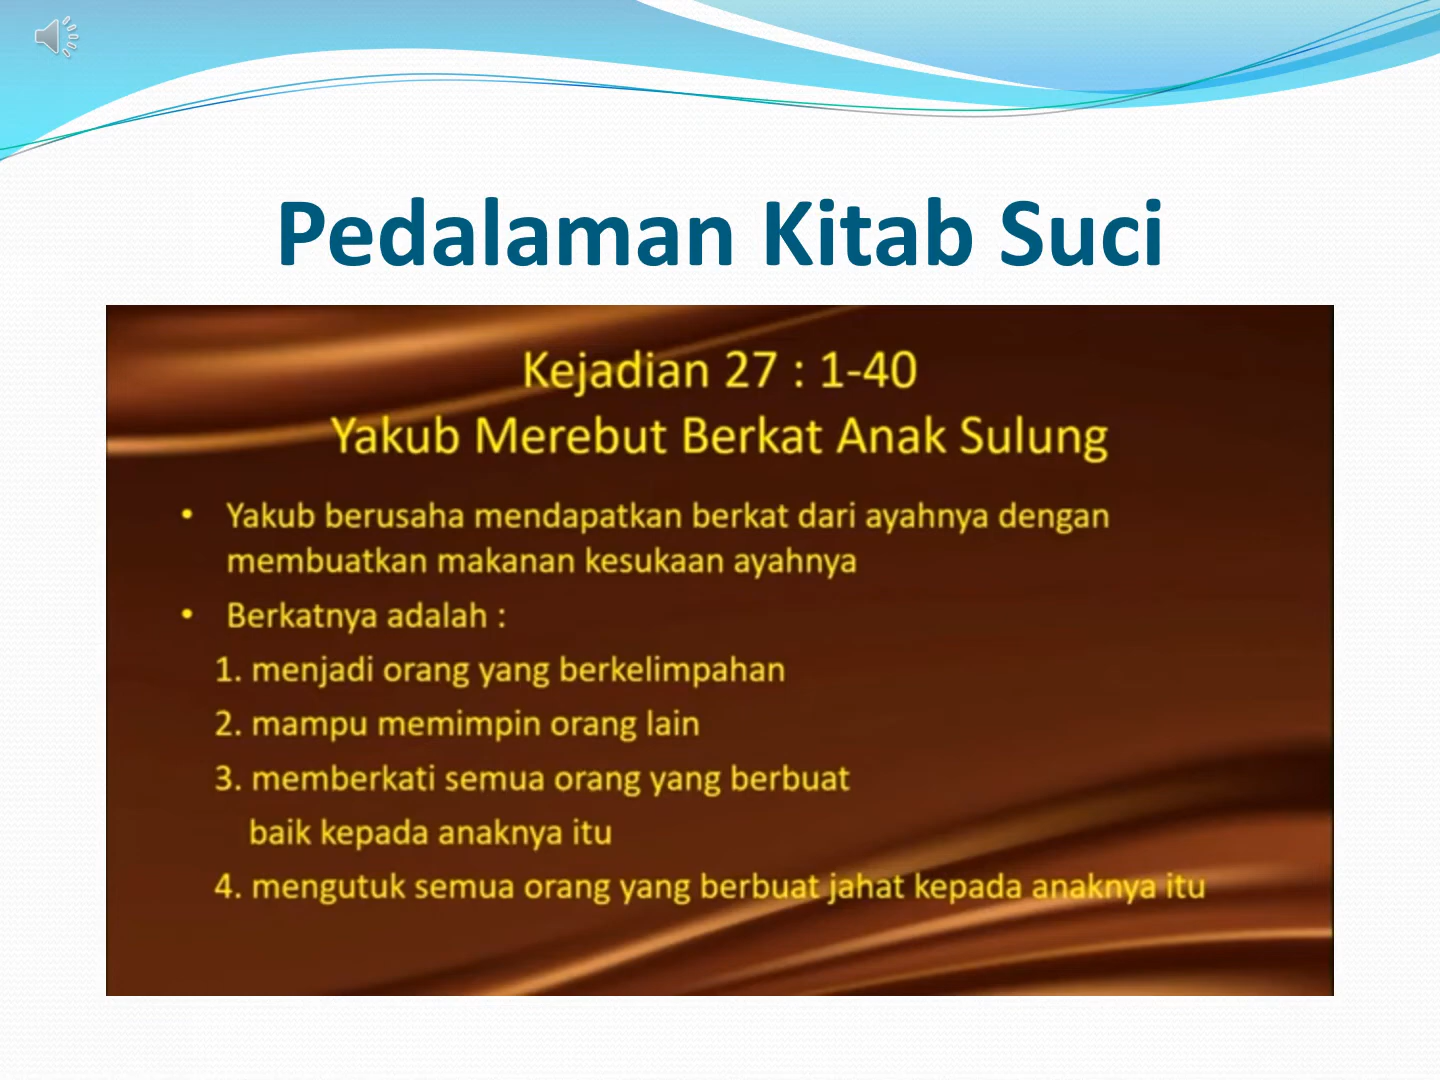 Pedalaman Kitab Suci
Kejadian 27 : 1-40
Yakub Merebut Berkat Anak Sulung
• Yakub berusaha mendapatkan berkat dari ayahnya dengan
membuatkan makanan kesukaan ayahnya
• Berkatnya adalah :
1. menjadi orang yang berkelimpahan
2. mampu memimpin orang lain
3. memberkati semua orang yang berbuat
baik kepada anaknya itu
4. mengutuk semua orang yang berbuat jahat kepada anaknya itu